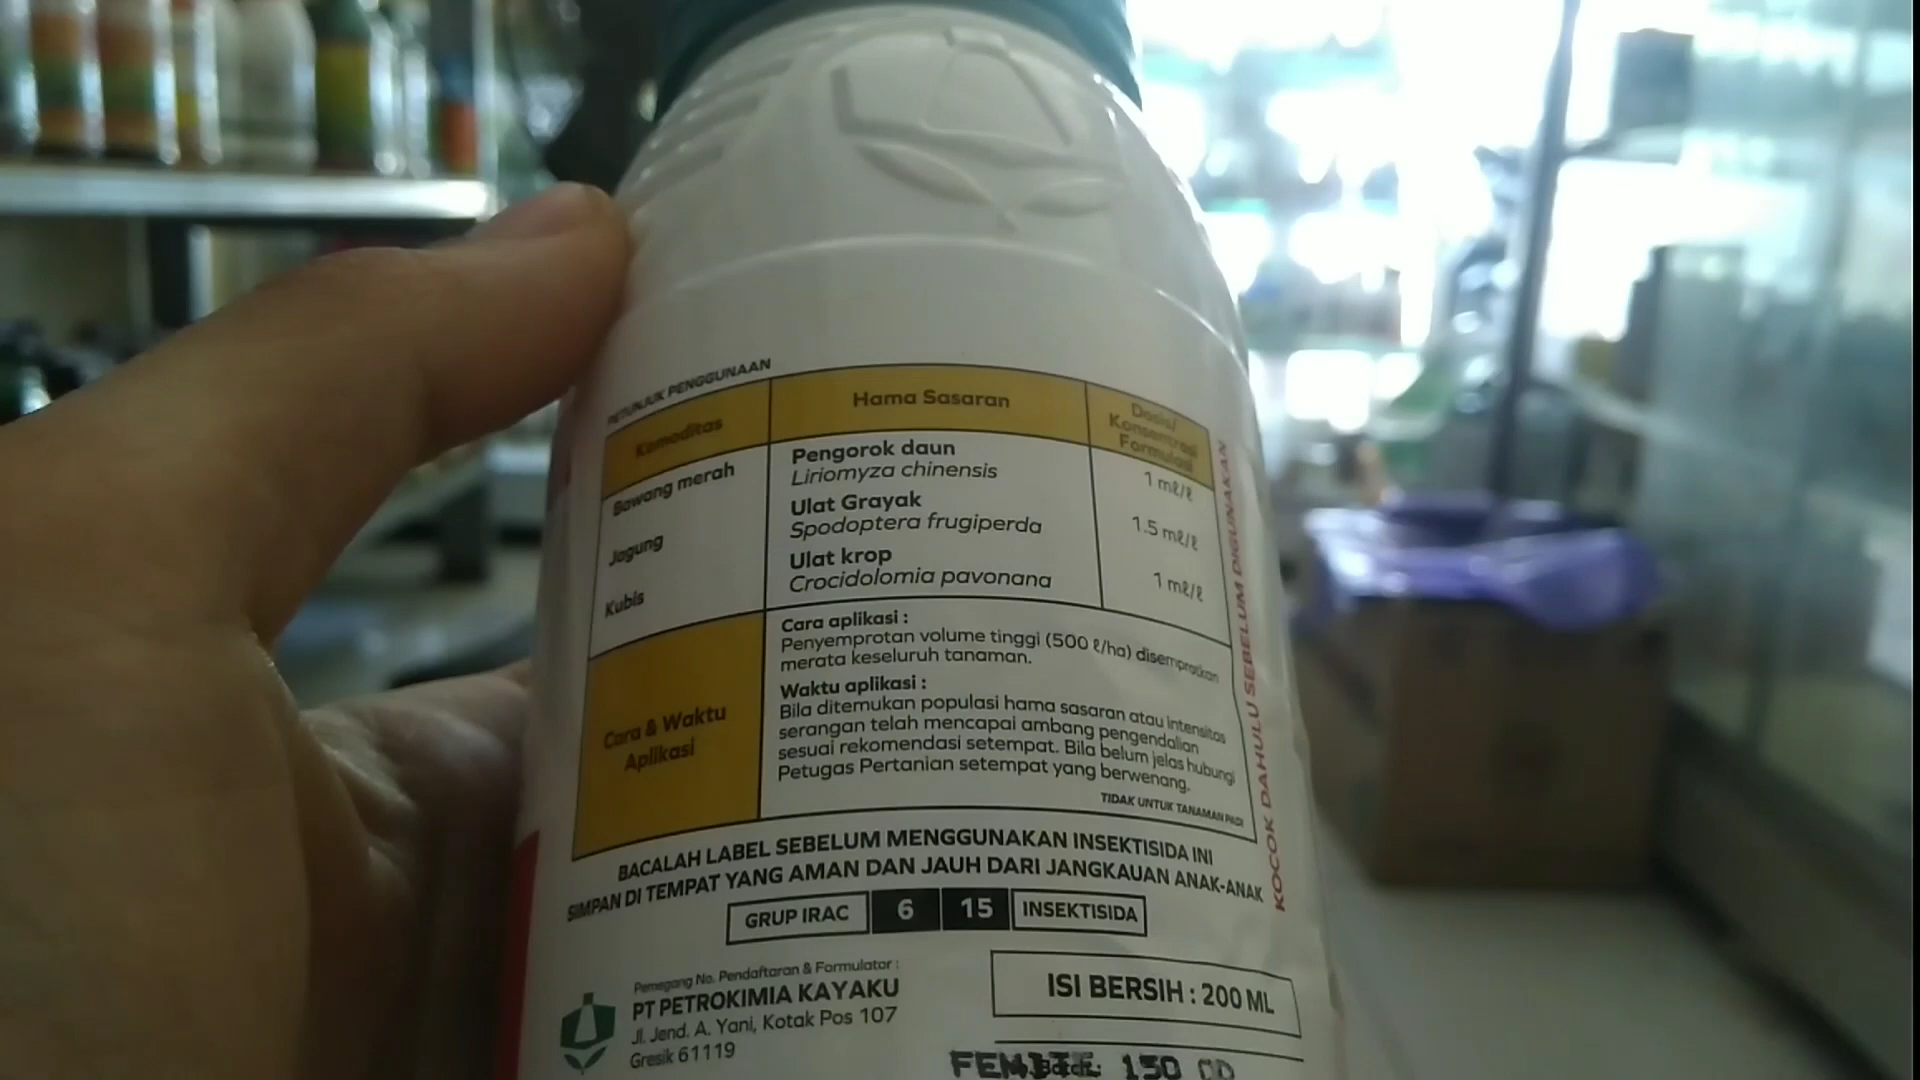 PETUNJUK PENGGUNAAN
Komoditas
Hama Sasaran
Dosis/
Konsentrasi
Formulasi
Bawang merah
Pengorok daun
Liriomyza chinensis
1 mℓ/ℓ
Jagung
Ulat Grayak
Spodoptera frugiperda
1.5 mℓ/ℓ
Kubis
Ulat krop
Crocidolomia pavonana
1 mℓ/ℓ
Cara & Waktu
Aplikasi
Cara aplikasi :
Penyemprotan volume tinggi (500 ℓ/ha) disemprotkan
merata keseluruh tanaman.
Waktu aplikasi :
Bila ditemukan populasi hama sasaran atau intensitas
serangan telah mencapai ambang pengendalian
sesuai rekomendasi setempat. Bila belum jelas hubungi
Petugas Pertanian setempat yang berwenang.
TIDAK UNTUK TANAMAN PADI
KOCOK DAHULU SEBELUM DIGUNAKAN
BACALAH LABEL SEBELUM MENGGUNAKAN INSEKTISIDA INI
SIMPAN DI TEMPAT YANG AMAN DAN JAUH DARI JANGKAUAN ANAK-ANAK
GRUP IRAC 6 15 INSEKTISIDA
Pemegang No. Pendaftaran & Formulator :
PT PETROKIMIA KAYAKU
Jl. Jend. A. Yani, Kotak Pos 107
Gresik 61119
ISI BERSIH : 200 ML
150